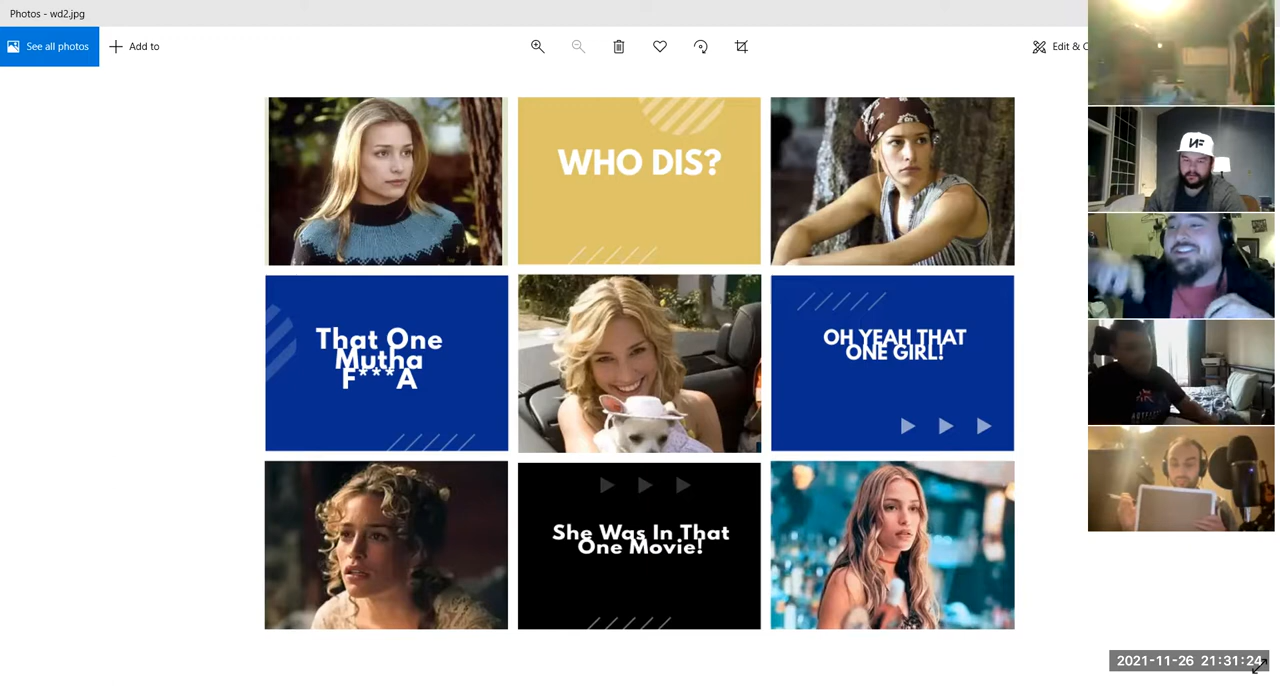 Photos - wd2.jpg
See all photos
Add to
Edit & C
WHO DIS?
That One
Mutha
F***A
OH YEAH THAT
ONE GIRL!
She Was In That
One Movie!
NF
2021-11-26 21:31:24